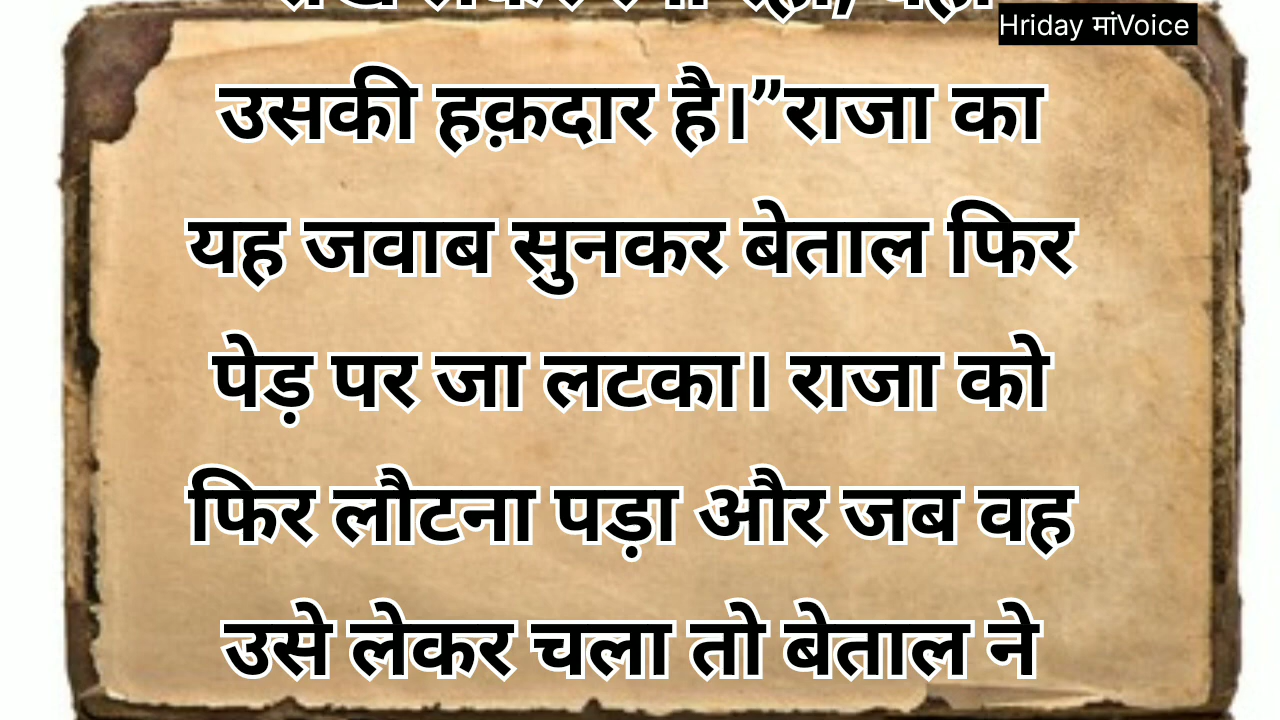 Hriday मांVoice
उसकी हक़दार है।”राजा का
यह जवाब सुनकर बेताल फिर
पेड़ पर जा लटका। राजा को
फिर लौटना पड़ा और जब वह
उसे लेकर चला तो बेताल ने